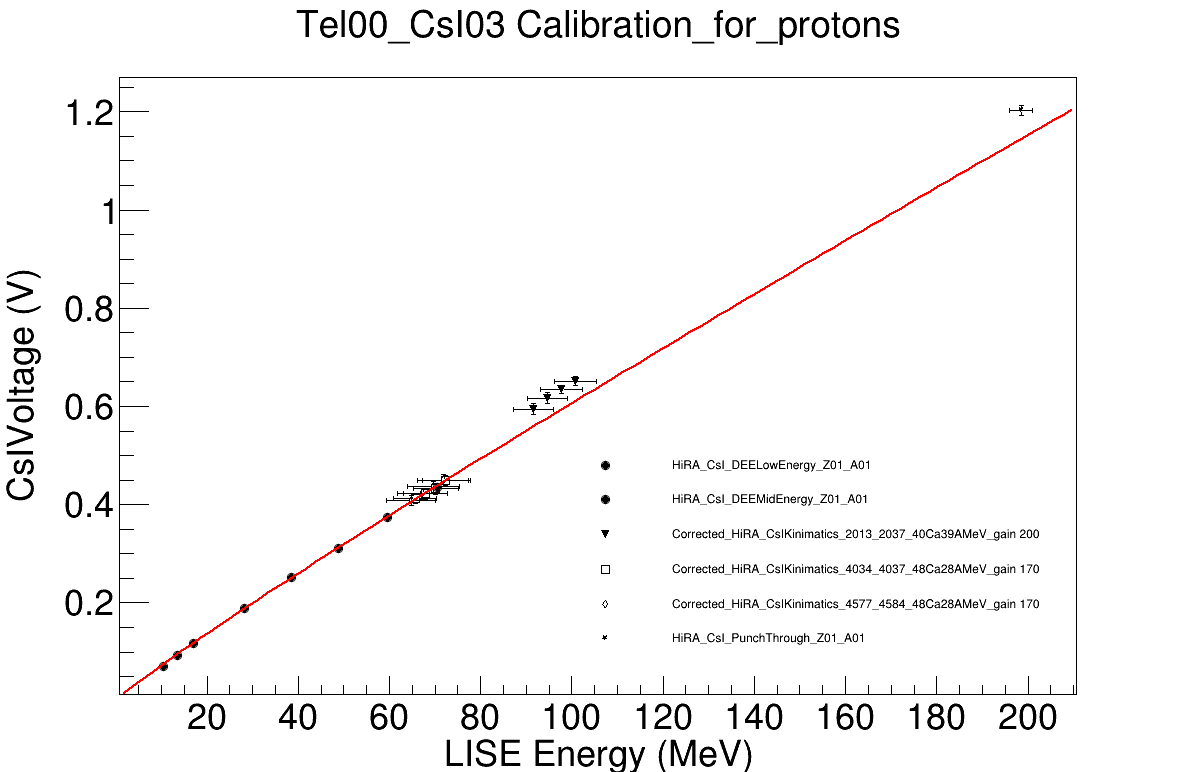 Tel00_CsI03 Calibration_for_protons
CsIVoltage (V)
1.2
1
0.8
0.6
0.4
0.2
HiRA_CsI_DEELowEnergy_Z01_A01
HiRA_CsI_DEEMidEnergy_Z01_A01
Corrected_HiRA_CsIKinimatics_2013_2037_40Ca39AMeV_gain 200
Corrected_HiRA_CsIKinimatics_4034_4037_48Ca28AMeV_gain 170
Corrected_HiRA_CsIKinimatics_4577_4584_48Ca28AMeV_gain 170
HiRA_CsI_PunchThrough_Z01_A01
20 40 60 80 100 120 140 160 180 200
LISE Energy (MeV)